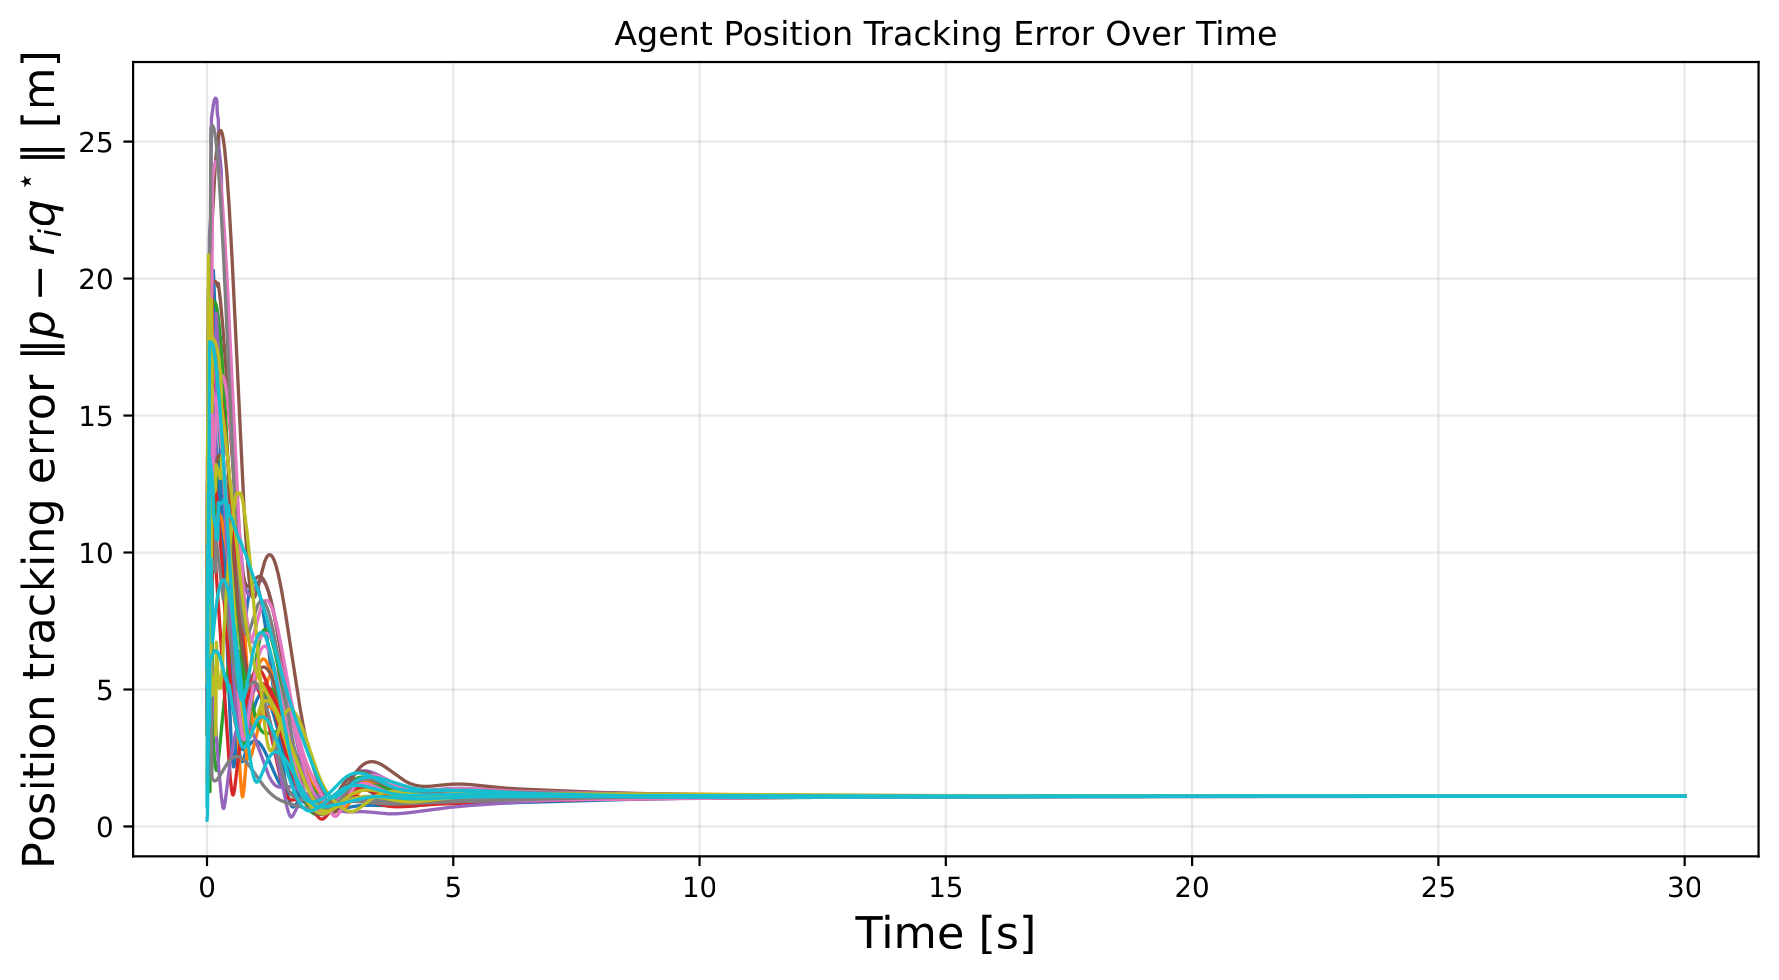 Agent Position Tracking Error Over Time
Position tracking error ‖p − rᵢq⋆‖ [m]
25
20
15
10
5
0
0 5 10 15 20 25 30
Time [s]